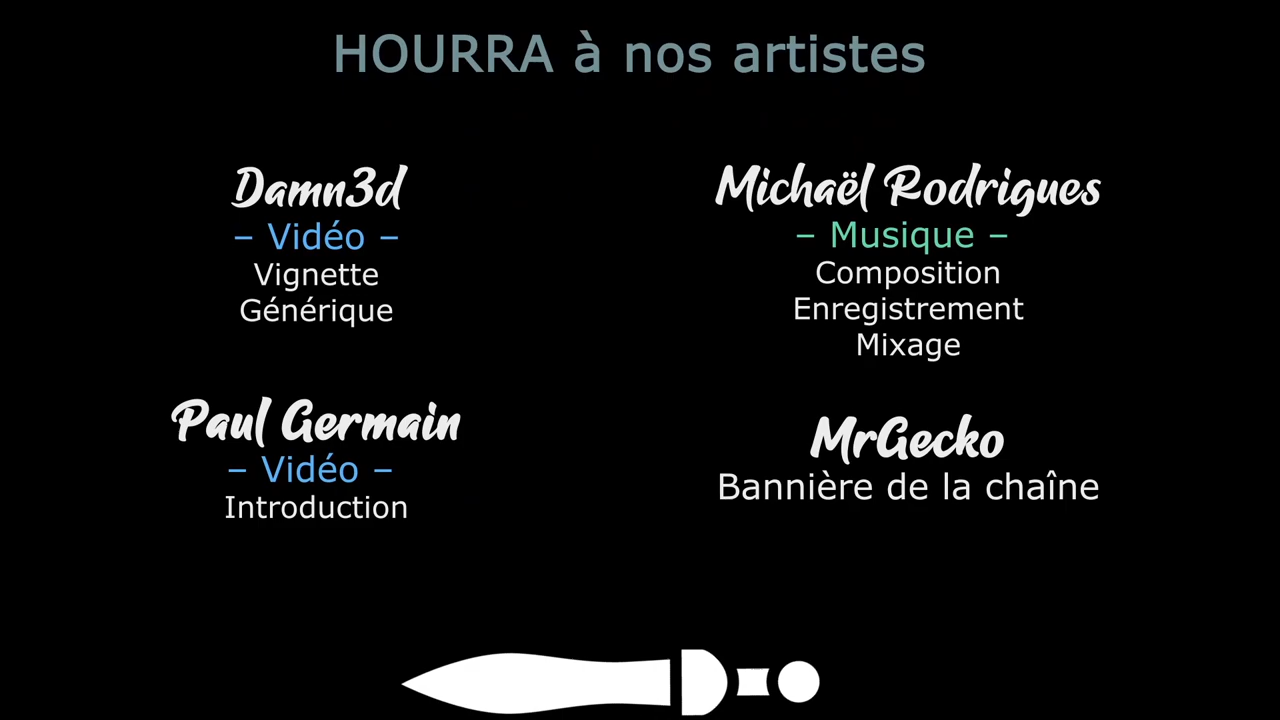 HOURRA à nos artistes
Damn3d
– Vidéo –
Vignette
Générique
Michaël Rodrigues
– Musique –
Composition
Enregistrement
Mixage
Paul Germain
– Vidéo –
Introduction
MrGecko
Bannière de la chaîne